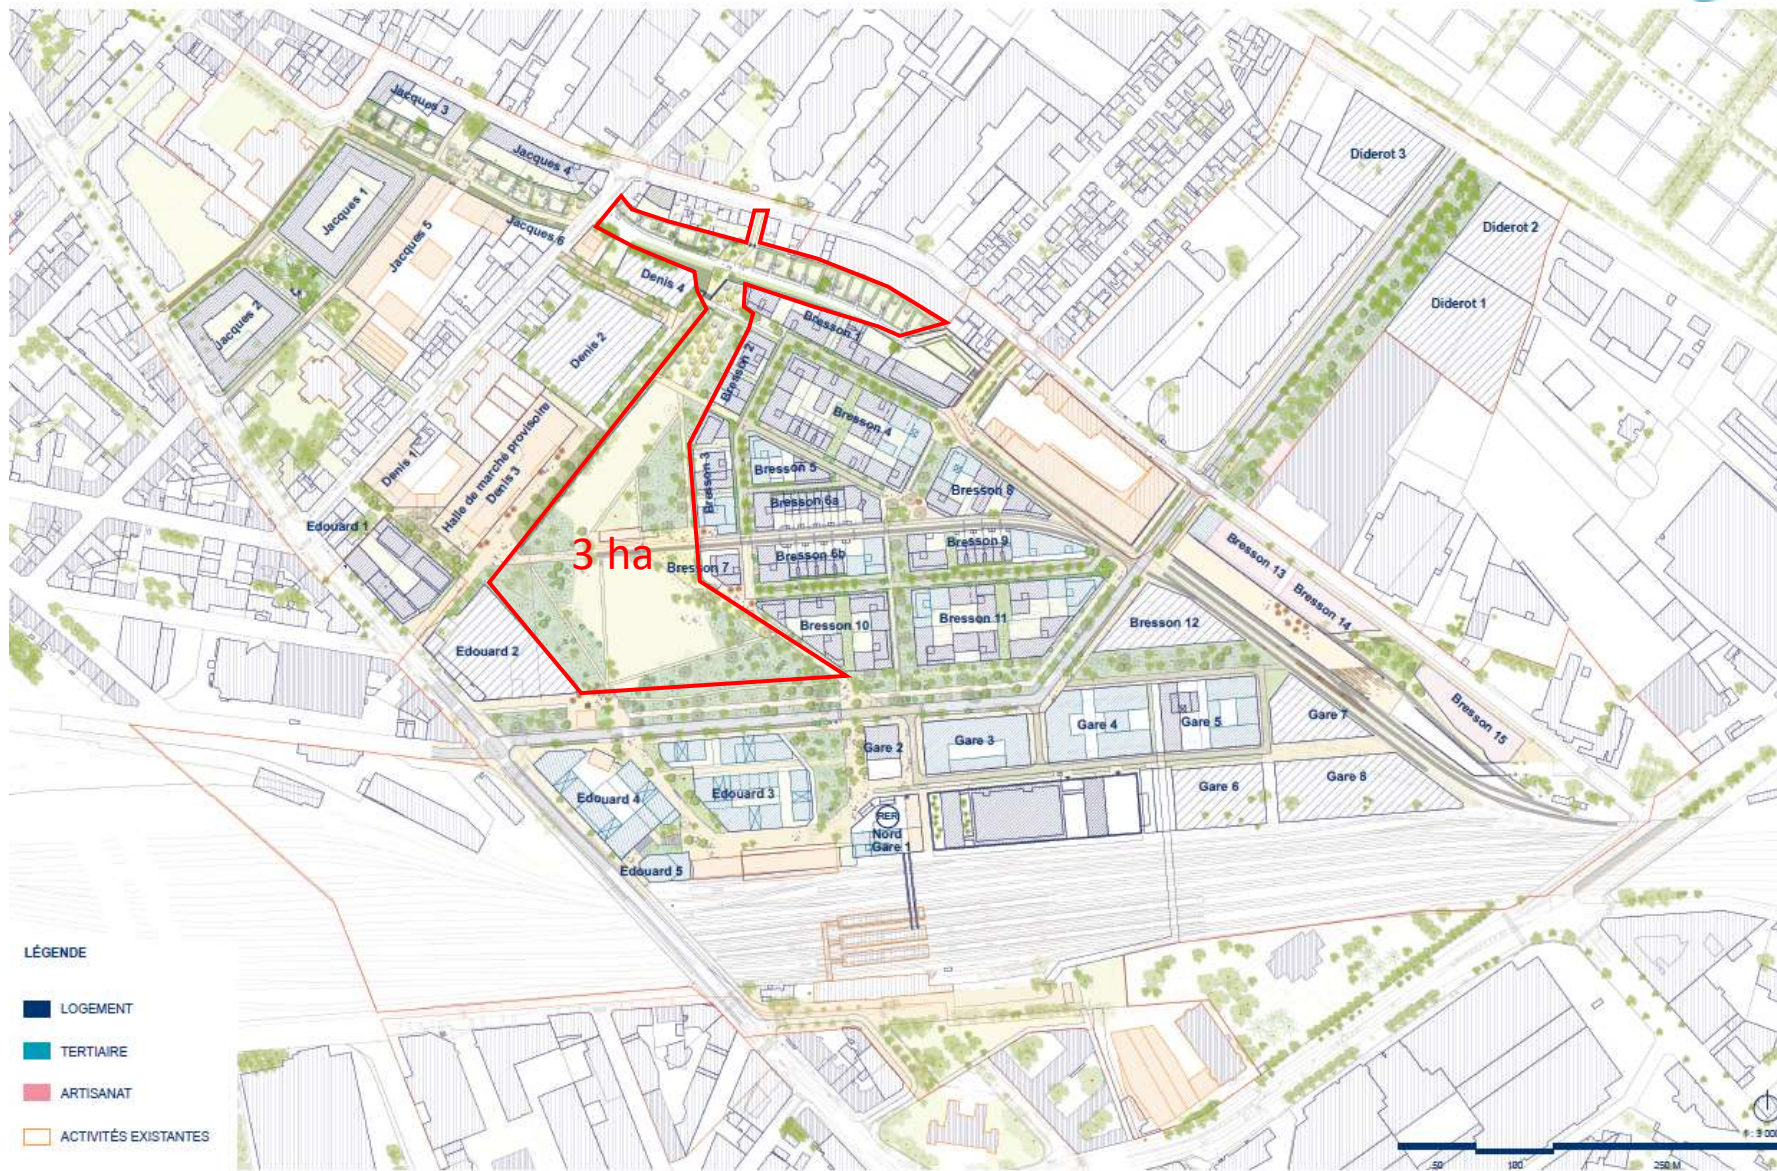 Jacques 3
Jacques 4
Diderot 3
Jacques 1
Diderot 2
Jacques 5
Jacques 6
Denis 4
Diderot 1
Jacques 2
Bresson 1
Denis 2
Bresson 2
Bresson 4
Denis 1
Halle de marché provisoire
Denis 3
Bresson 3
Bresson 5
Bresson 8
Bresson 6a
Edouard 1
3 ha
Bresson 6b
Bresson 9
Bresson 13
Bresson 7
Bresson 14
Bresson 10
Bresson 11
Bresson 12
Edouard 2
Bresson 15
Gare 2
Gare 3
Gare 4
Gare 5
Gare 7
Edouard 4
Edouard 3
Gare 6
Gare 8
RER
Nord
Gare 1
Edouard 5
LÉGENDE
LOGEMENT
TERTIAIRE
ARTISANAT
ACTIVITÉS EXISTANTES
50
100
250 M